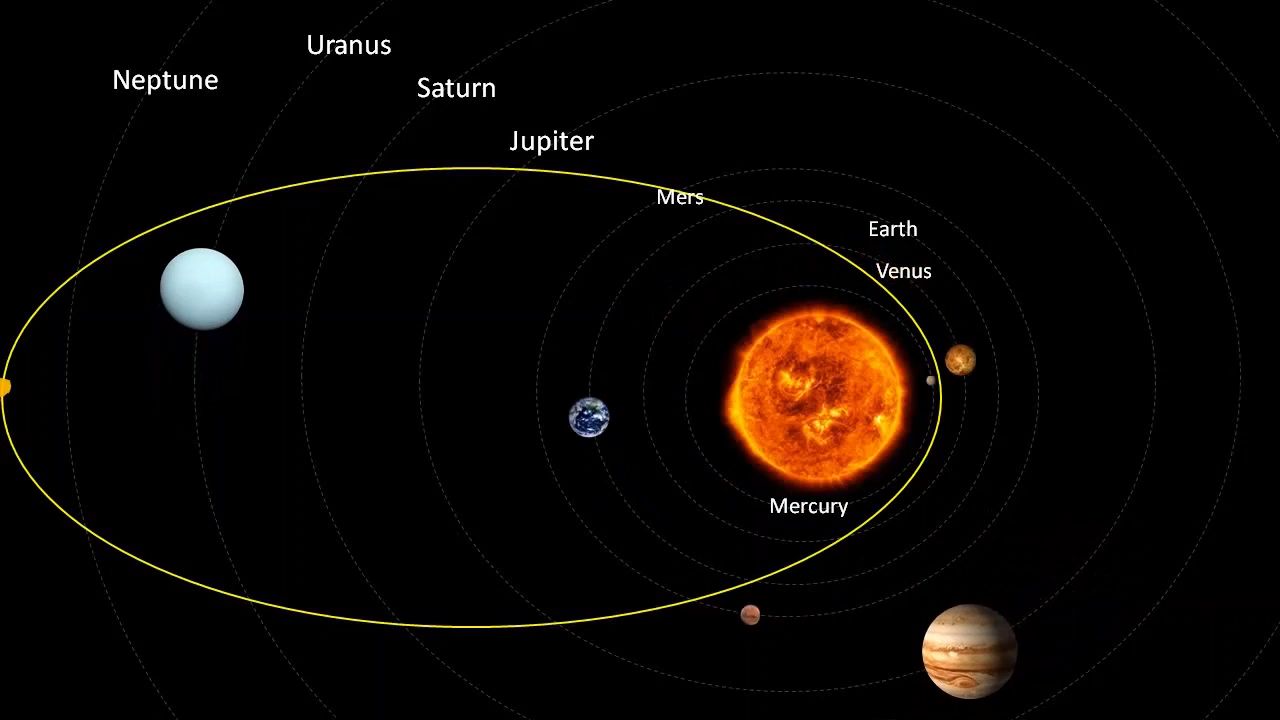 Uranus
Neptune
Saturn
Jupiter
Mers
Earth
Venus
Mercury